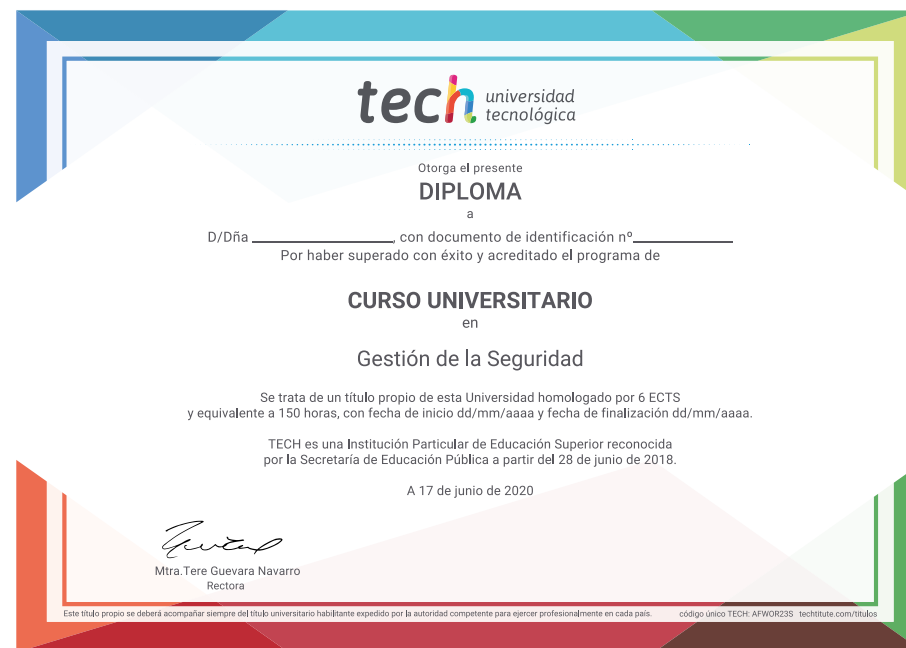 tech universidad
tecnológica
Otorga el presente
DIPLOMA
a
D/Dña ____________________, con documento de identificación nº______________
Por haber superado con éxito y acreditado el programa de
CURSO UNIVERSITARIO
en
Gestión de la Seguridad
Se trata de un título propio de esta Universidad homologado por 6 ECTS
y equivalente a 150 horas, con fecha de inicio dd/mm/aaaa y fecha de finalización dd/mm/aaaa.
TECH es una Institución Particular de Educación Superior reconocida
por la Secretaría de Educación Pública a partir del 28 de junio de 2018.
A 17 de junio de 2020
Mtra.Tere Guevara Navarro
Rectora
Este título propio se deberá acompañar siempre del título universitario habilitante expedido por la autoridad competente para ejercer profesionalmente en cada país. código único TECH: AFWOR23S techtitute.com/titulos